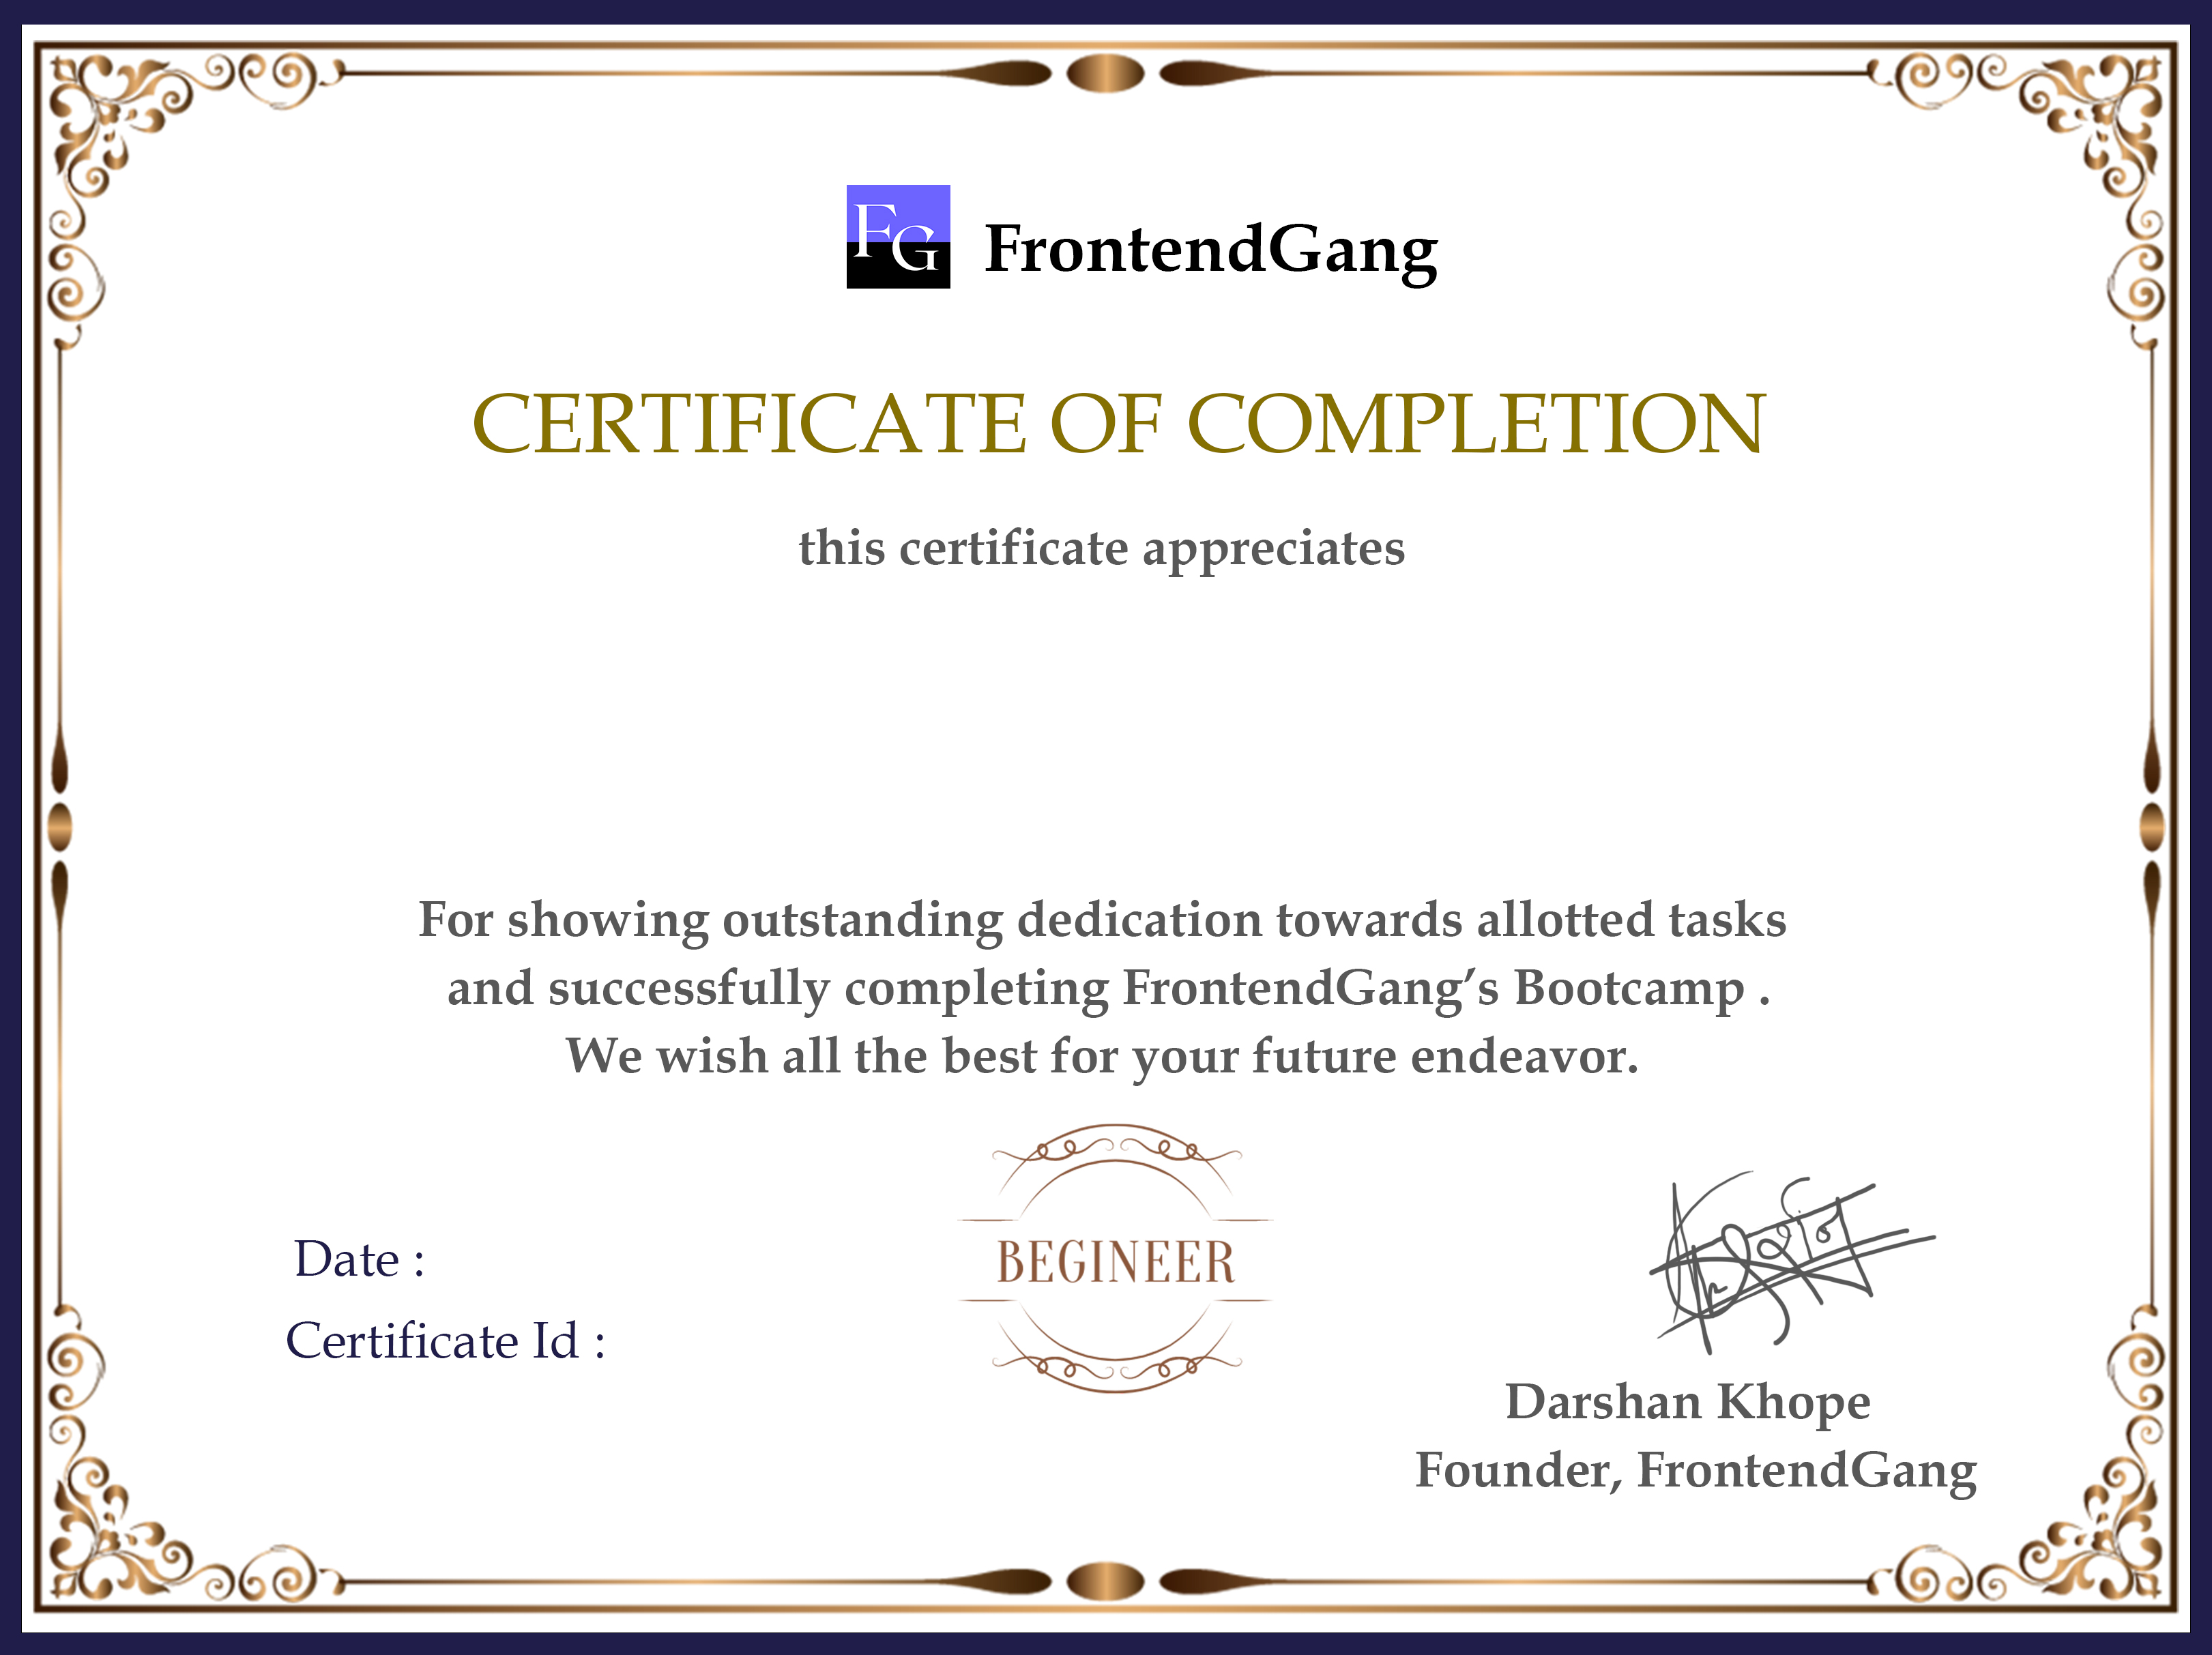 FG FrontendGang
CERTIFICATE OF COMPLETION
this certificate appreciates
For showing outstanding dedication towards allotted tasks
and successfully completing FrontendGang’s Bootcamp .
We wish all the best for your future endeavor.
BEGINEER
Date :
Certificate Id :
Darshan Khope
Founder, FrontendGang